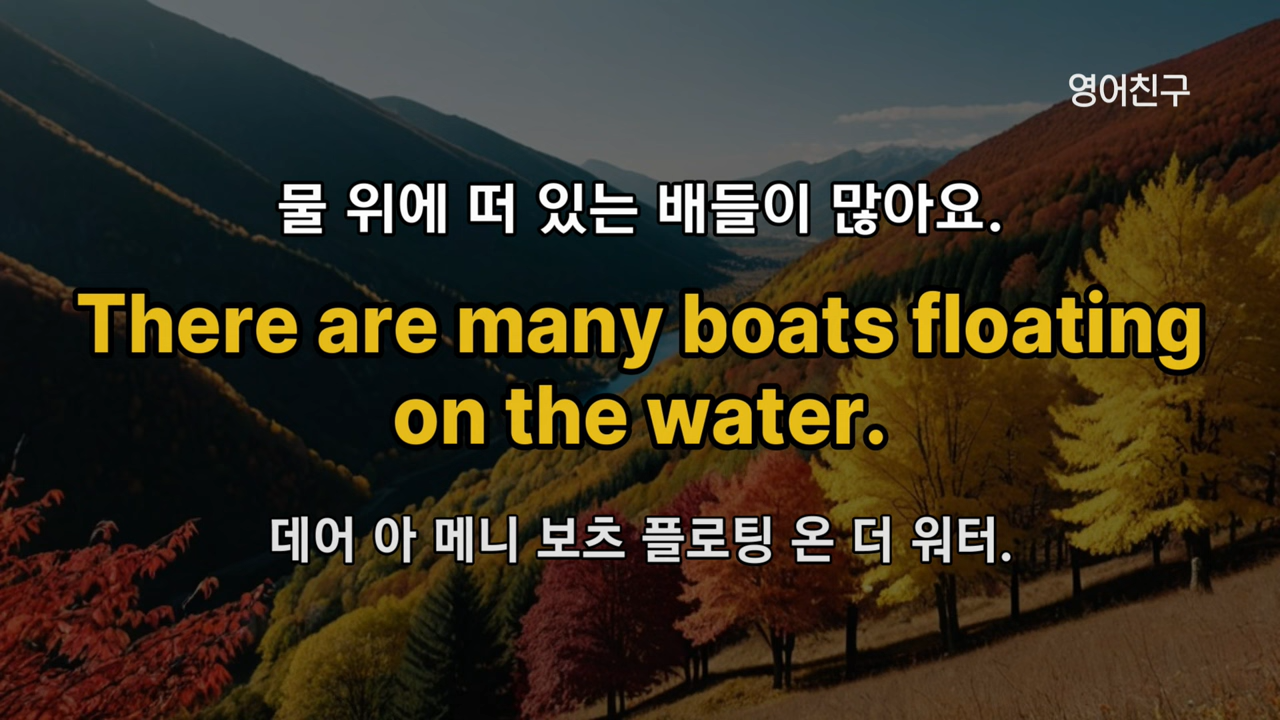 영어친구
물 위에 떠 있는 배들이 많아요.
There are many boats floating
on the water.
데어 아 메니 보츠 플로팅 온 더 워터.